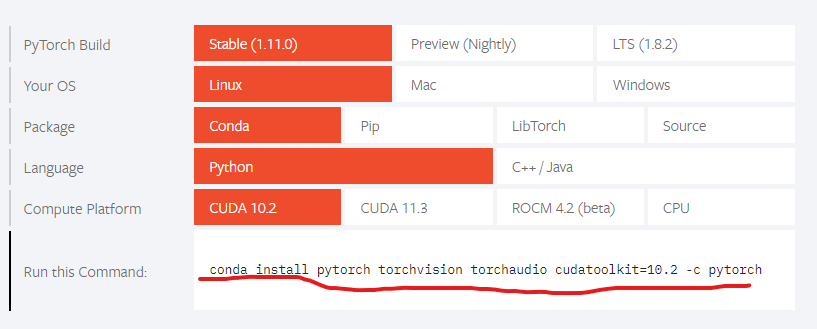 PyTorch Build Stable (1.11.0) Preview (Nightly) LTS (1.8.2)
Your OS Linux Mac Windows
Package Conda Pip LibTorch Source
Language Python C++ / Java
Compute Platform CUDA 10.2 CUDA 11.3 ROCM 4.2 (beta) CPU
Run this Command: conda install pytorch torchvision torchaudio cudatoolkit=10.2 -c pytorch